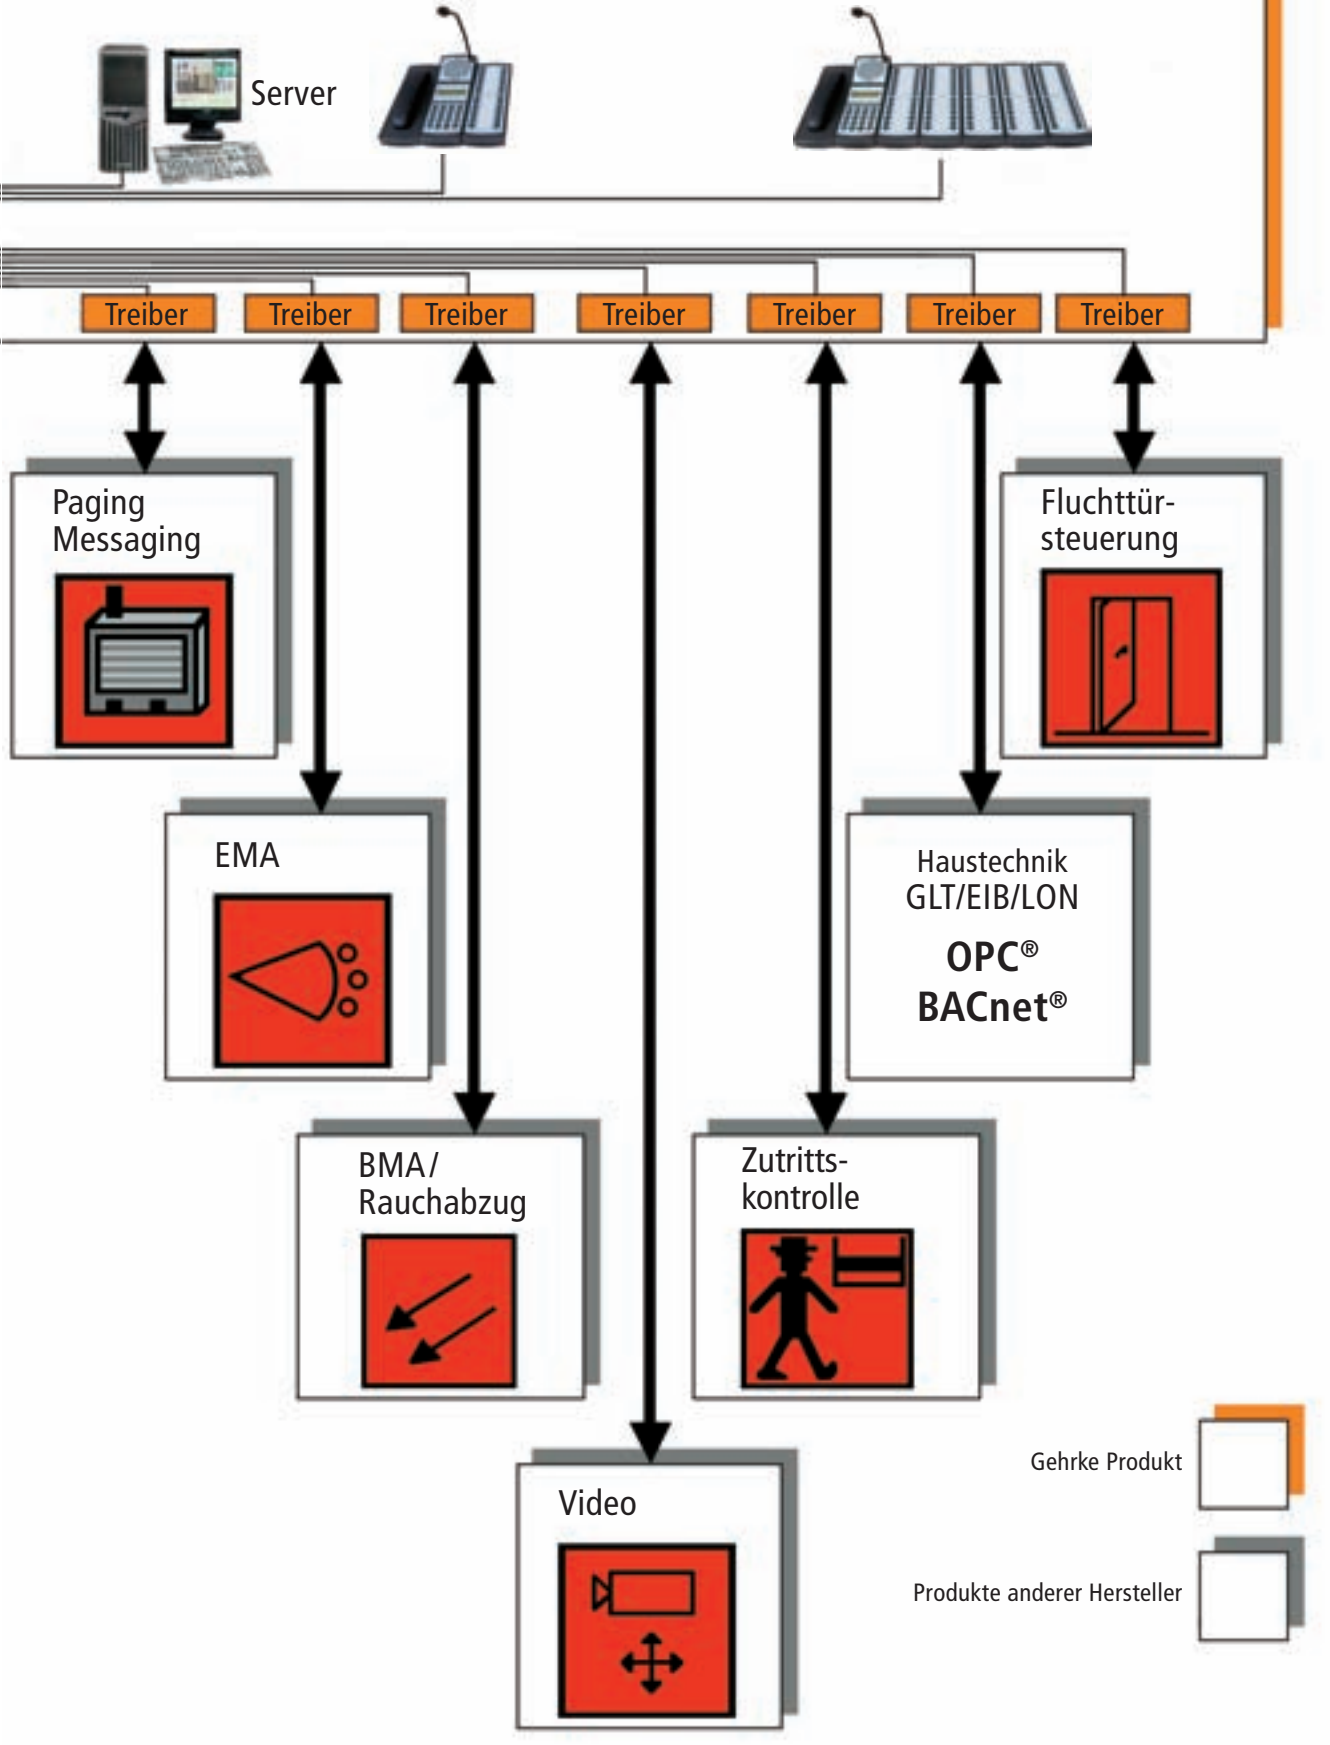 Server
Treiber
Treiber
Treiber
Treiber
Treiber
Treiber
Treiber
Paging
Messaging
Fluchttür-
steuerung
EMA
Haustechnik
GLT/EIB/LON
OPC®
BACnet®
BMA/
Rauchabzug
Zutritts-
kontrolle
Video
Gehrke Produkt
Produkte anderer Hersteller